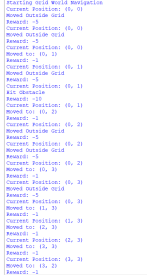 Starting Grid World Navigation
Current Position: (0, 0)
Moved Outside Grid
Reward: -5
Current Position: (0, 0)
Moved Outside Grid
Reward: -5
Current Position: (0, 0)
Moved to: (0, 1)
Reward: -1
Current Position: (0, 1)
Moved Outside Grid
Reward: -5
Current Position: (0, 1)
Hit Obstacle
Reward: -10
Current Position: (0, 1)
Moved to: (0, 2)
Reward: -1
Current Position: (0, 2)
Moved Outside Grid
Reward: -5
Current Position: (0, 2)
Moved Outside Grid
Reward: -5
Current Position: (0, 2)
Moved to: (0, 3)
Reward: -1
Current Position: (0, 3)
Moved Outside Grid
Reward: -5
Current Position: (0, 3)
Moved to: (1, 3)
Reward: -1
Current Position: (1, 3)
Moved to: (2, 3)
Reward: -1
Current Position: (2, 3)
Moved to: (3, 3)
Reward: -1
Current Position: (3, 3)
Moved to: (3, 2)
Reward: -1